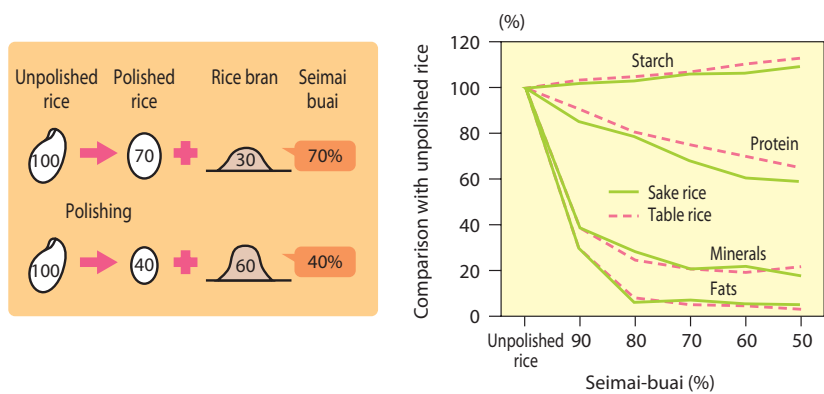 Unpolished rice
Polished rice
Rice bran
Seimai buai
100
70
30
70%
Polishing
100
40
60
40%
(%)
Comparison with unpolished rice
120
100
80
60
40
20
0
Starch
Protein
Sake rice
Table rice
Minerals
Fats
Unpolished rice
90
80
70
60
50
Seimai-buai (%)